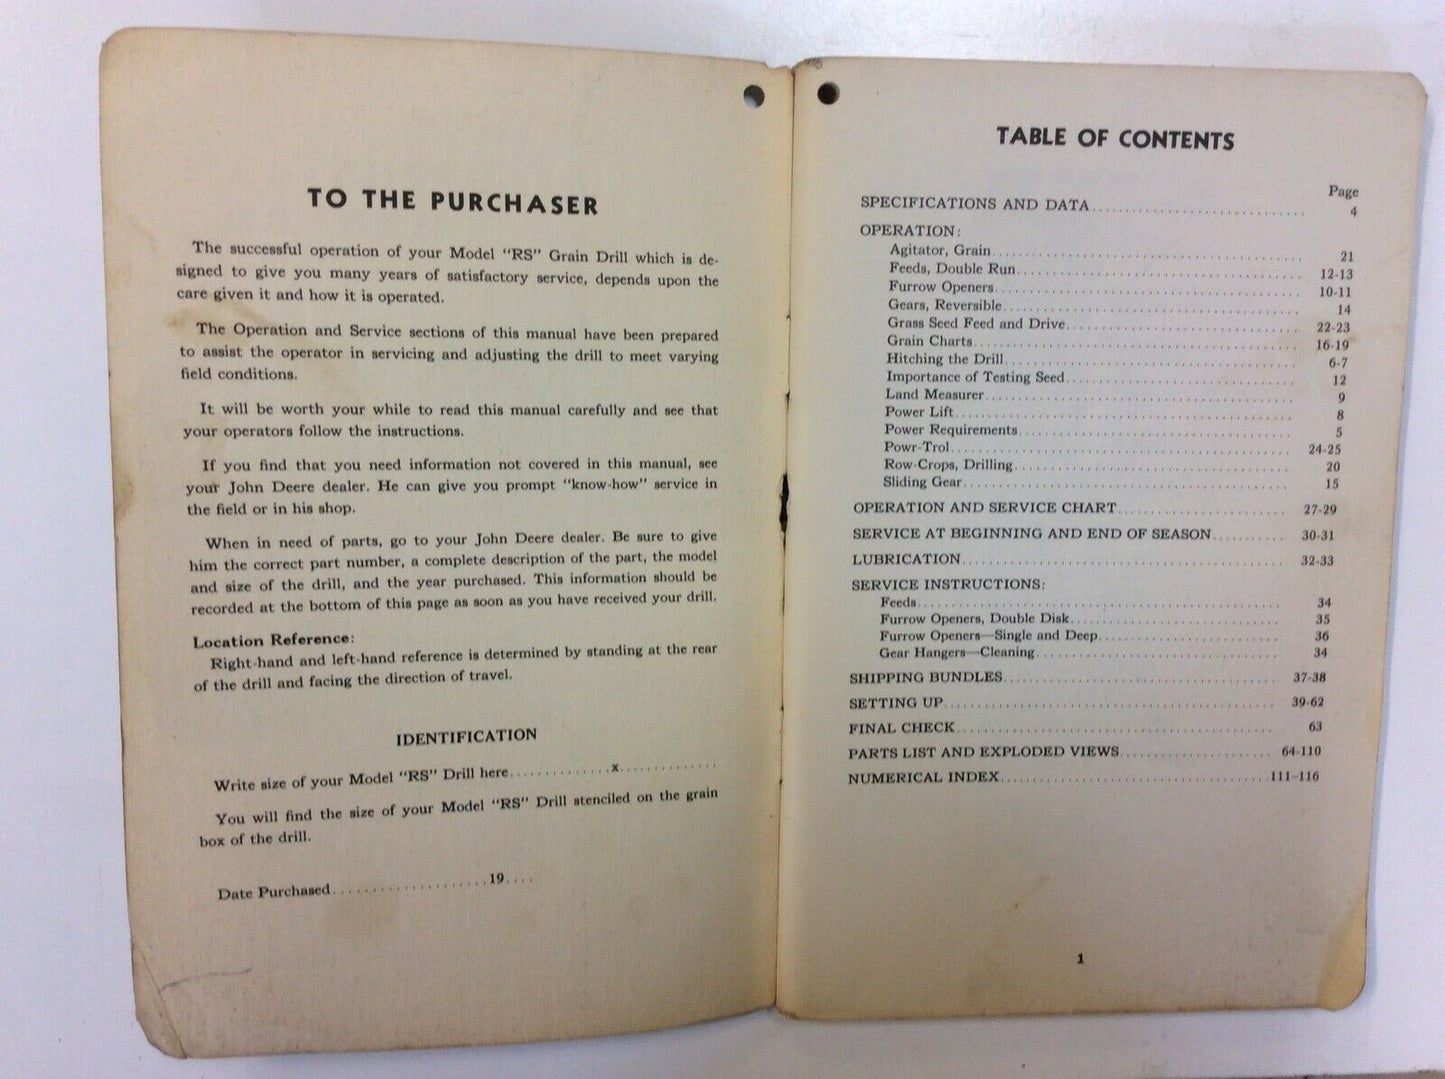 TO THE PURCHASER
The successful operation of your Model "RS" Grain Drill which is de-
signed to give you many years of satisfactory service, depends upon the
care given it and how it is operated.
The Operation and Service sections of this manual have been prepared
to assist the operator in servicing and adjusting the drill to meet varying
field conditions.
It will be worth your while to read this manual carefully and see that
your operators follow the instructions.
If you find that you need information not covered in this manual, see
your John Deere dealer. He can give you prompt "know-how" service in
the field or in his shop.
When in need of parts, go to your John Deere dealer. Be sure to give
him the correct part number, a complete description of the part, the model
and size of the drill, and the year purchased. This information should be
recorded at the bottom of this page as soon as you have received your drill.
Location Reference:
Right-hand and left-hand reference is determined by standing at the rear
of the drill and facing the direction of travel.
IDENTIFICATION
Write size of your Model "RS" Drill here.............x..............
You will find the size of your Model "RS" Drill stenciled on the grain
box of the drill.
Date Purchased......................19....
TABLE OF CONTENTS
Page
SPECIFICATIONS AND DATA................................ 4
OPERATION:
Agitator, Grain................................ 21
Feeds, Double Run................................ 12-13
Furrow Openers................................ 10-11
Gears, Reversible................................ 14
Grass Seed Feed and Drive................................ 22-23
Grain Charts................................ 16-19
Hitching the Drill................................ 6-7
Importance of Testing Seed................................ 12
Land Measurer................................ 9
Power Lift................................ 8
Power Requirements................................ 5
Powr-Trol................................ 24-25
Row-Crops, Drilling................................ 20
Sliding Gear................................ 15
OPERATION AND SERVICE CHART........................ 27-29
SERVICE AT BEGINNING AND END OF SEASON........... 30-31
LUBRICATION................................ 32-33
SERVICE INSTRUCTIONS:
Feeds................................ 34
Furrow Openers, Double Disk................................ 35
Furrow Openers—Single and Deep........................... 36
Gear Hangers—Cleaning................................ 34
SHIPPING BUNDLES................................ 37-38
SETTING UP................................ 39-62
FINAL CHECK................................ 63
PARTS LIST AND EXPLODED VIEWS....................... 64-110
NUMERICAL INDEX................................ 111-116
1